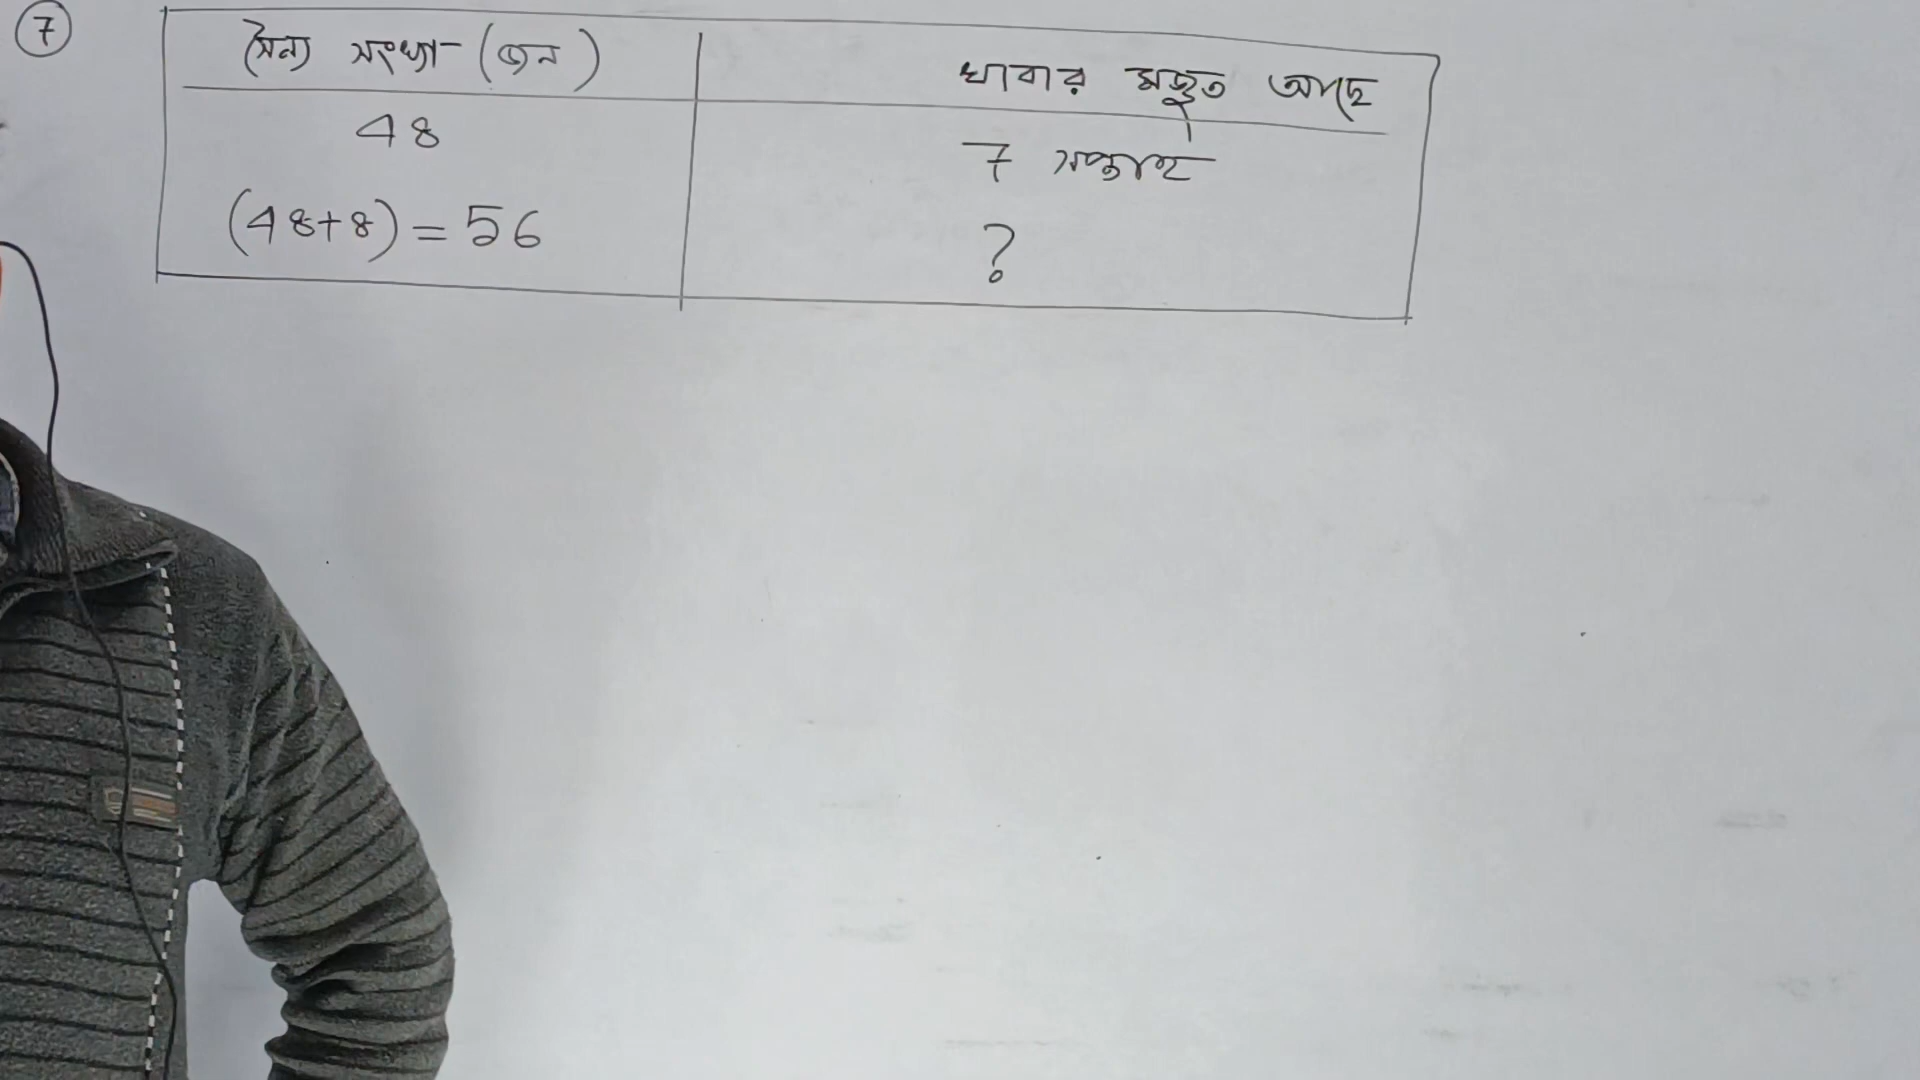 7
সৈন্য সংখ্যা (জন) খাবার মজুত আছে
48 7 সপ্তাহ
(48+8) = 56 ?